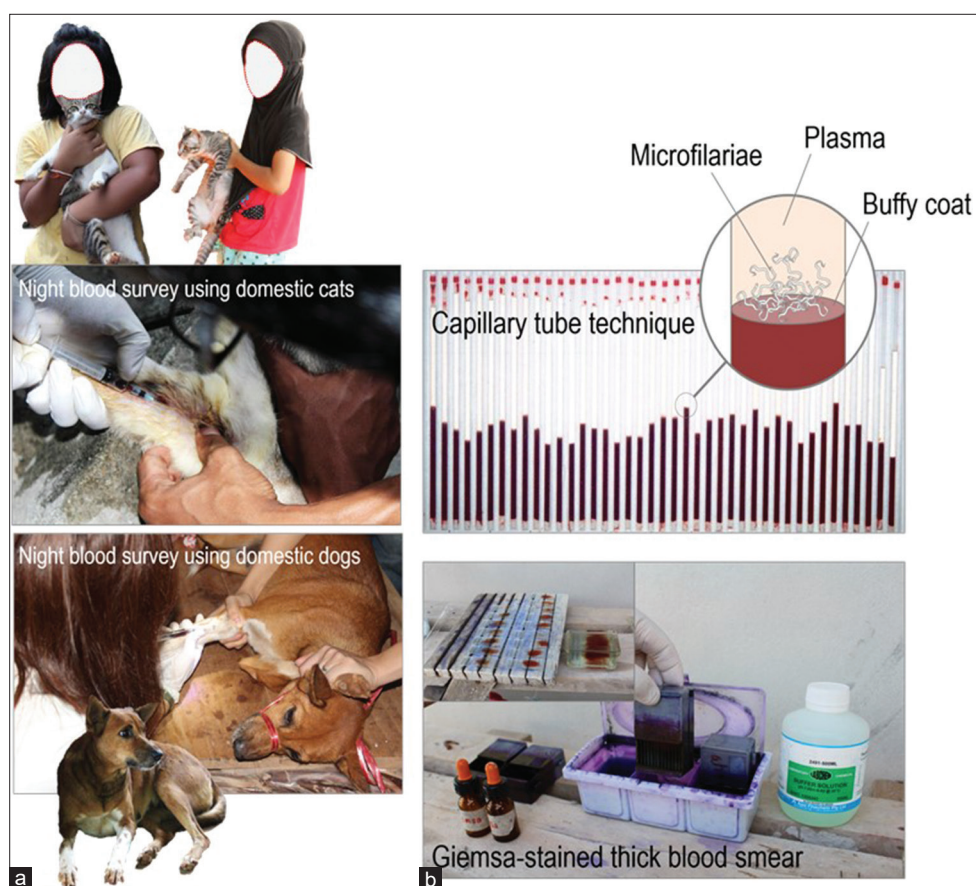 Microfilariae
Plasma
Buffy coat
Night blood survey using domestic cats
Capillary tube technique
Night blood survey using domestic dogs
BUFFER SOLUTION
Giemsa-stained thick blood smear
a
b